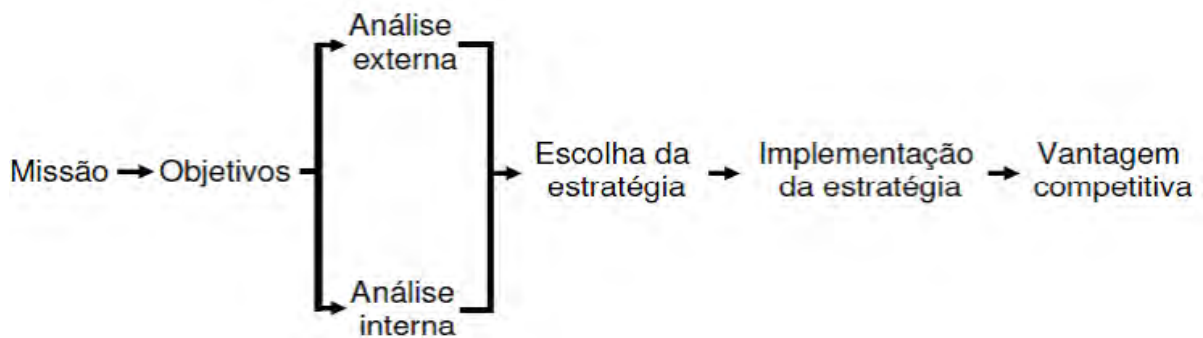 Análise
externa
Missão
Objetivos
Escolha da
estratégia
Implementação
da estratégia
Vantagem
competitiva
Análise
interna